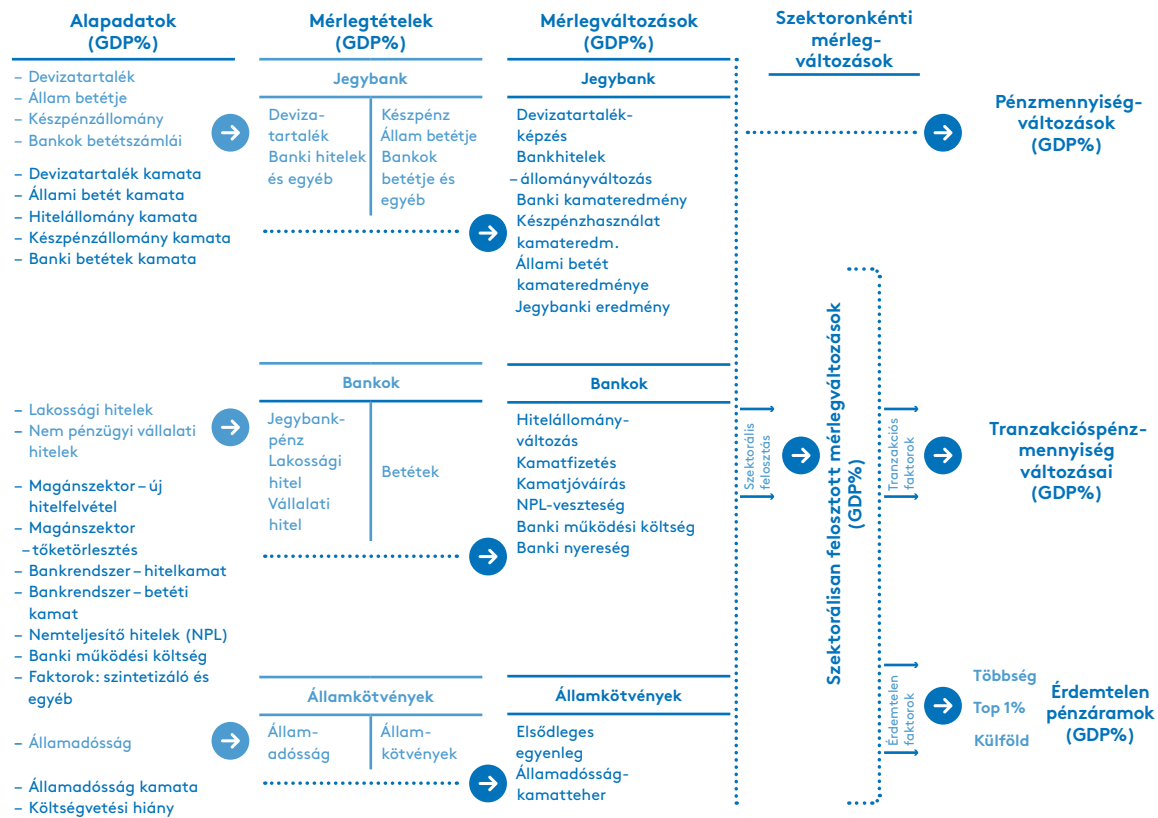 Alapadatok
(GDP%)
– Devizatartalék
– Állam betétje
– Készpénzállomány
– Bankok betétszámlái
– Devizatartalék kamata
– Állami betét kamata
– Hitelállomány kamata
– Készpénzállomány kamata
– Banki betétek kamata
– Lakossági hitelek
– Nem pénzügyi vállalati
hitelek
– Magánszektor – új
hitelfelvétel
– Magánszektor
– tőketörlesztés
– Bankrendszer – hitelkamat
– Bankrendszer – betéti
kamat
– Nemteljesítő hitelek (NPL)
– Banki működési költség
– Faktorok: szintetizáló és
egyéb
– Államadósság
– Államadósság kamata
– Költségvetési hiány
Mérlegtételek
(GDP%)
Jegybank
Deviza-
tartalék
Banki hitelek
és egyéb
Készpénz
Állam betétje
Bankok
betétje és
egyéb
Bankok
Jegybank-
pénz
Lakossági
hitel
Vállalati
hitel
Betétek
Államkötvények
Állam-
adósság
Állam-
kötvények
Mérlegváltozások
(GDP%)
Jegybank
Devizatartalék-
képzés
Bankhitelek
– állományváltozás
Banki kamateredmény
Készpénzhasználat
kamateredm.
Állami betét
kamateredménye
Jegybanki eredmény
Bankok
Hitelállomány-
változás
Kamatfizetés
Kamatjóváírás
NPL-veszteség
Banki működési költség
Banki nyereség
Államkötvények
Elsődleges
egyenleg
Államadósság-
kamatteher
Szektoronkénti
mérleg-
változások
Szektorális
felosztás
Szektorálisan felosztott mérlegváltozások
(GDP%)
Tranzakciós
faktorok
Érdemtelen
faktorok
Pénzmennyiség-
változások
(GDP%)
Tranzakcióspénz-
mennyiség
változásai
(GDP%)
Többség
Top 1%
Külföld
Érdemtelen
pénzáramok
(GDP%)